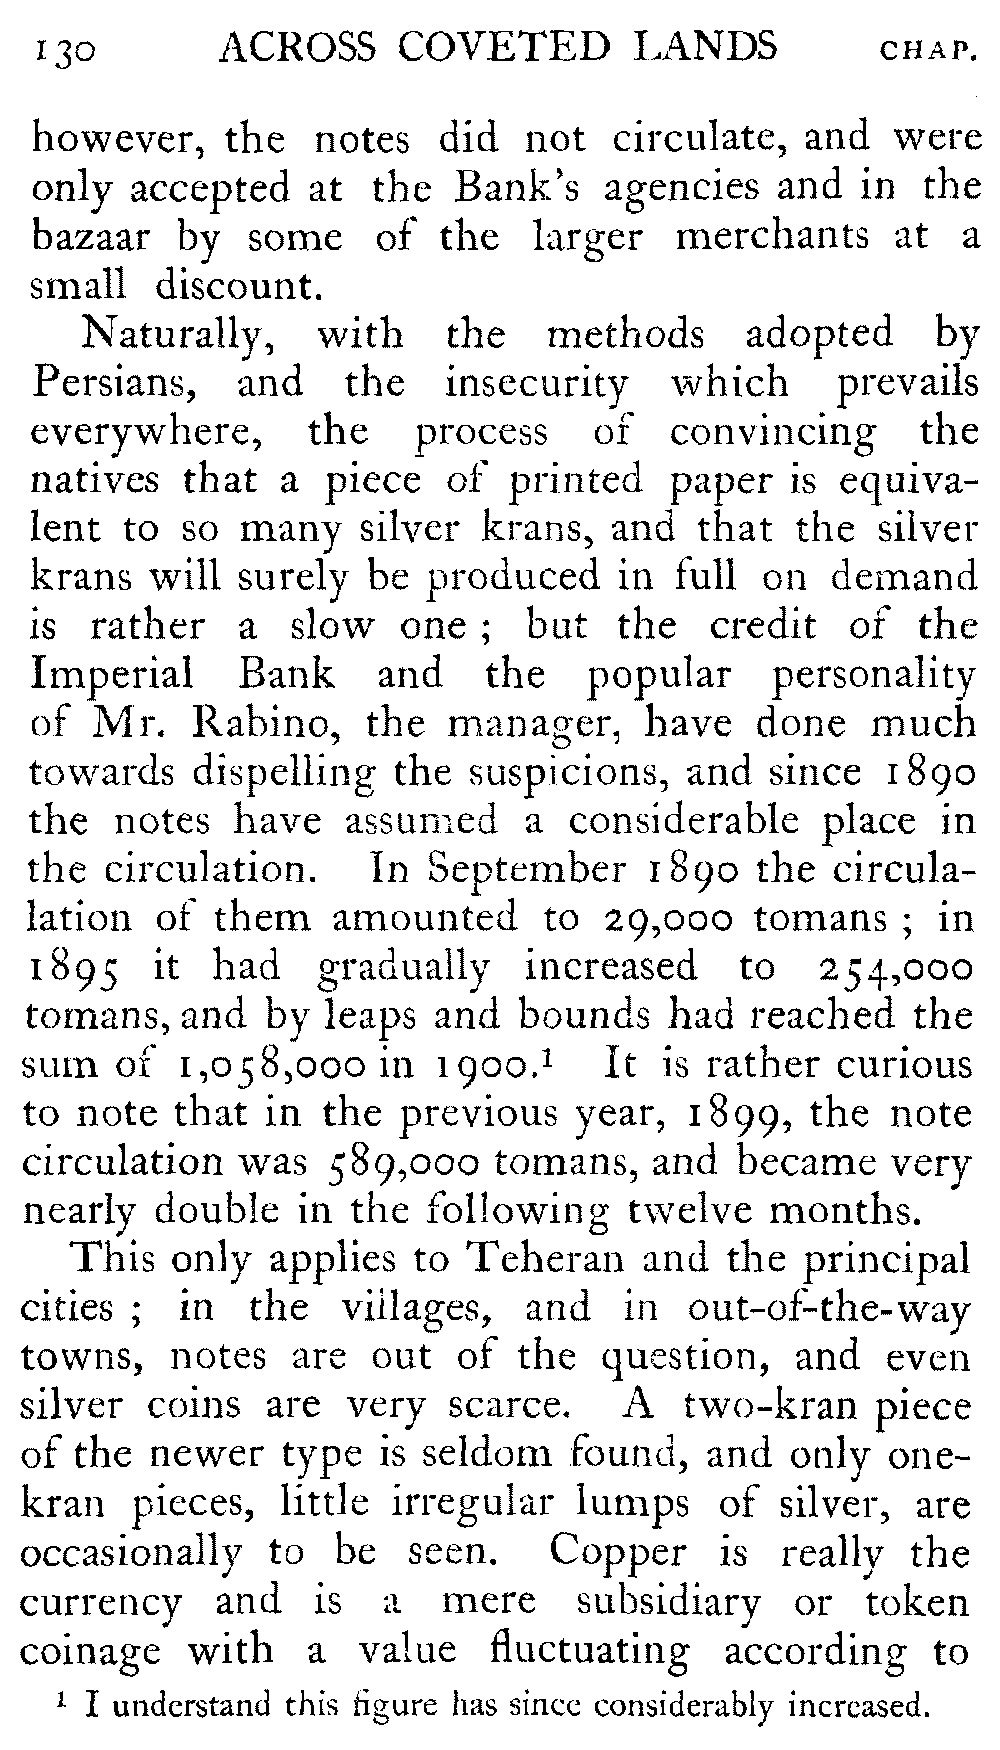 130 ACROSS COVETED LANDS CHAP.
however, the notes did not circulate, and were
only accepted at the Bank's agencies and in the
bazaar by some of the larger merchants at a
small discount.
Naturally, with the methods adopted by
Persians, and the insecurity which prevails
everywhere, the process of convincing the
natives that a piece of printed paper is equiva-
lent to so many silver krans, and that the silver
krans will surely be produced in full on demand
is rather a slow one ; but the credit of the
Imperial Bank and the popular personality
of Mr. Rabino, the manager, have done much
towards dispelling the suspicions, and since 1890
the notes have assumed a considerable place in
the circulation. In September 1890 the circula-
lation of them amounted to 29,000 tomans ; in
1895 it had gradually increased to 254,000
tomans, and by leaps and bounds had reached the
sum of 1,058,000 in 1900.¹ It is rather curious
to note that in the previous year, 1899, the note
circulation was 589,000 tomans, and became very
nearly double in the following twelve months.
This only applies to Teheran and the principal
cities ; in the villages, and in out-of-the-way
towns, notes are out of the question, and even
silver coins are very scarce. A two-kran piece
of the newer type is seldom found, and only one-
kran pieces, little irregular lumps of silver, are
occasionally to be seen. Copper is really the
currency and is a mere subsidiary or token
coinage with a value fluctuating according to
¹ I understand this figure has since considerably increased.